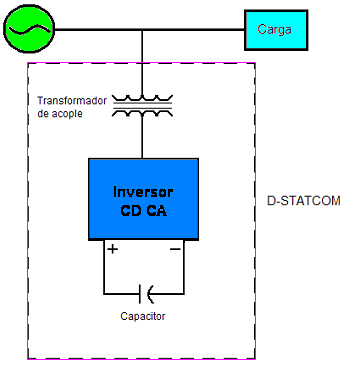 Carga
Transformador
de acople
Inversor
CD CA
D-STATCOM
+ −
Capacitor